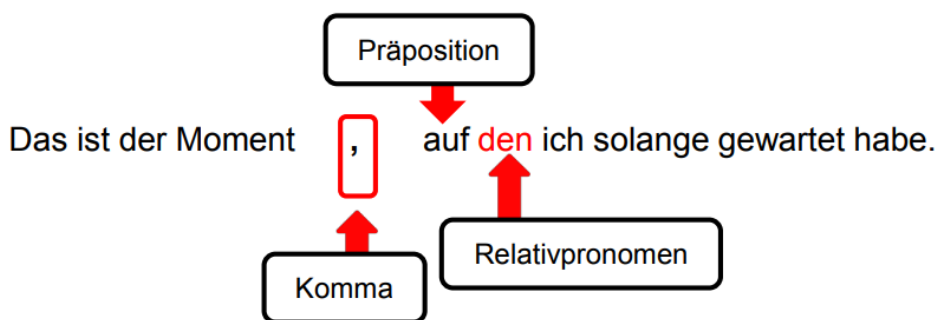 Präposition
Das ist der Moment , auf den ich solange gewartet habe.
Relativpronomen
Komma